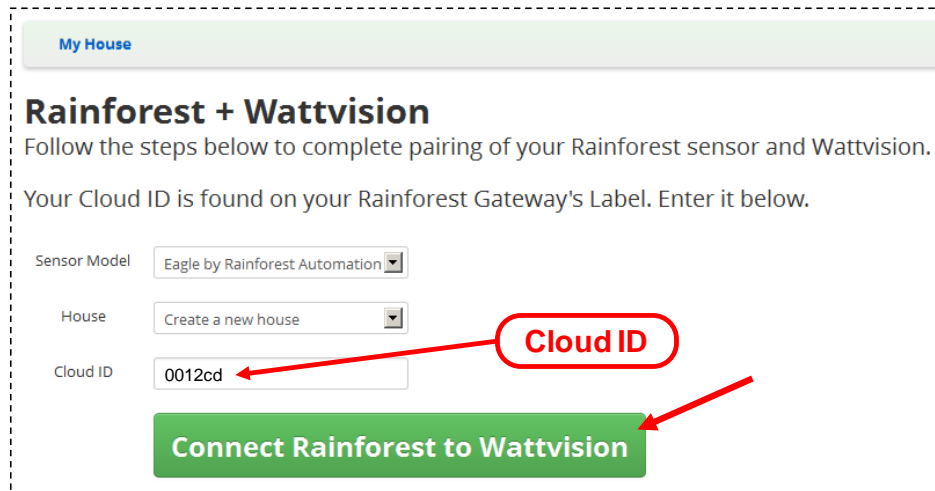 My House
Rainforest + Wattvision
Follow the steps below to complete pairing of your Rainforest sensor and Wattvision.
Your Cloud ID is found on your Rainforest Gateway's Label. Enter it below.
Sensor Model Eagle by Rainforest Automation
House Create a new house
Cloud ID
Cloud ID 0012cd
Connect Rainforest to Wattvision